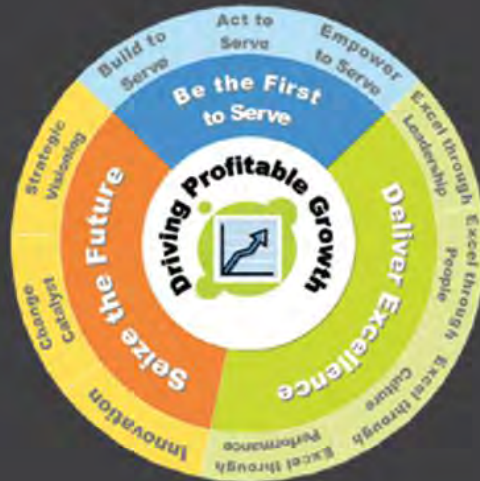 Build to
Serve
Act to
Serve
Empower
to Serve
Be the First
to Serve
Excel through
Leadership
Excel through
People
Excel through
Culture
Excel through
Performance
Deliver Excellence
Strategic
Visioning
Change
Catalyst
Innovation
Seize the Future
Driving Profitable Growth